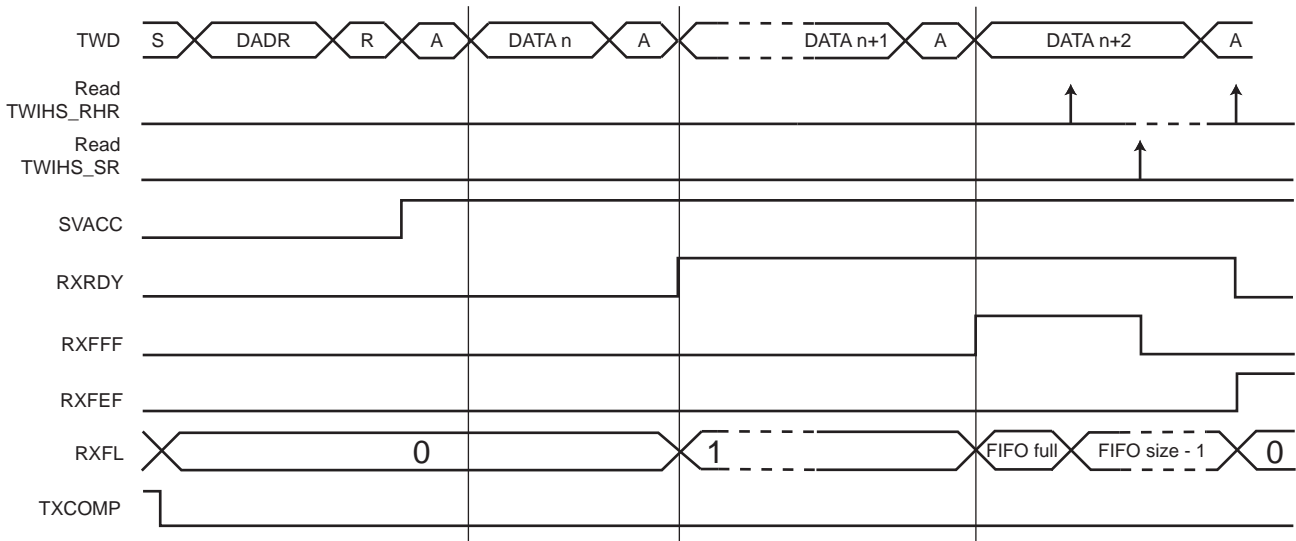 TWD S DADR R A DATA n A DATA n+1 A DATA n+2 A
Read
TWIHS_RHR
Read
TWIHS_SR
SVACC
RXRDY
RXFFF
RXFEF
RXFL 0 1 FIFO full FIFO size - 1 0
TXCOMP